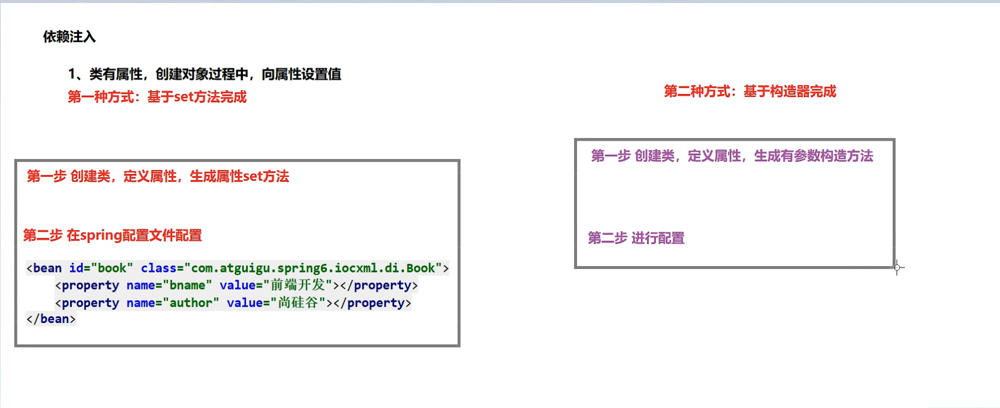 依赖注入
1、类有属性，创建对象过程中，向属性设置值
第一种方式：基于set方法完成
第一步 创建类，定义属性，生成属性set方法
第二步 在spring配置文件配置
<bean id="book" class="com.atguigu.spring6.iocxml.di.Book">
<property name="bname" value="前端开发"></property>
<property name="author" value="尚硅谷"></property>
</bean>
第二种方式：基于构造器完成
第一步 创建类，定义属性，生成有参数构造方法
第二步 进行配置